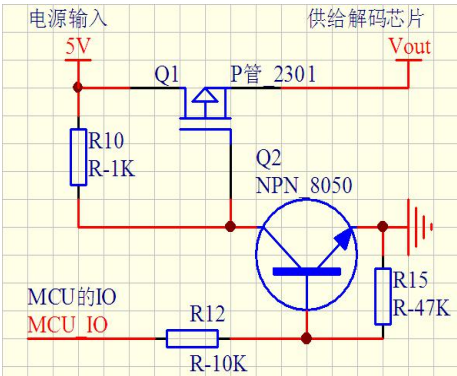 电源输入
供给解码芯片
5V
Vout
Q1
P管_2301
R10
R-1K
Q2
NPN_8050
MCU的IO
MCU_IO
R12
R-10K
R15
R-47K